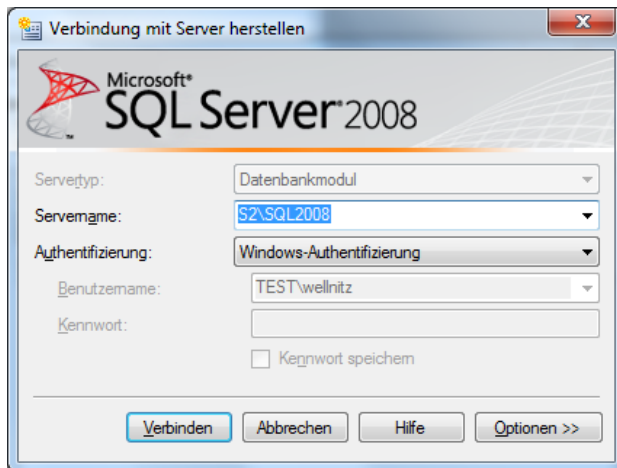 Verbindung mit Server herstellen
Microsoft®
SQL Server® 2008
Servertyp:
Datenbankmodul
Servername:
S2\SQL2008
Authentifizierung:
Windows-Authentifizierung
Benutzername:
TEST\wellnitz
Kennwort:
Kennwort speichern
Verbinden
Abbrechen
Hilfe
Optionen >>